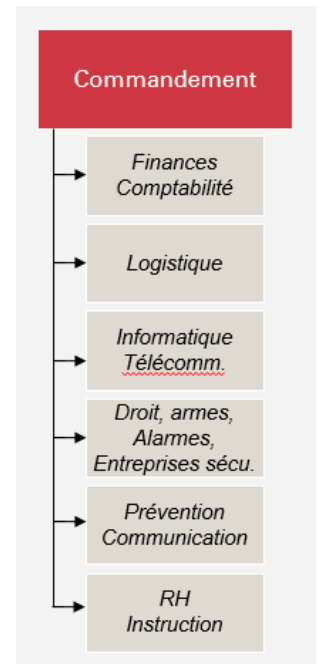 Commandement
Finances
Comptabilité
Logistique
Informatique
Télécomm.
Droit, armes,
Alarmes,
Entreprises sécu.
Prévention
Communication
RH
Instruction